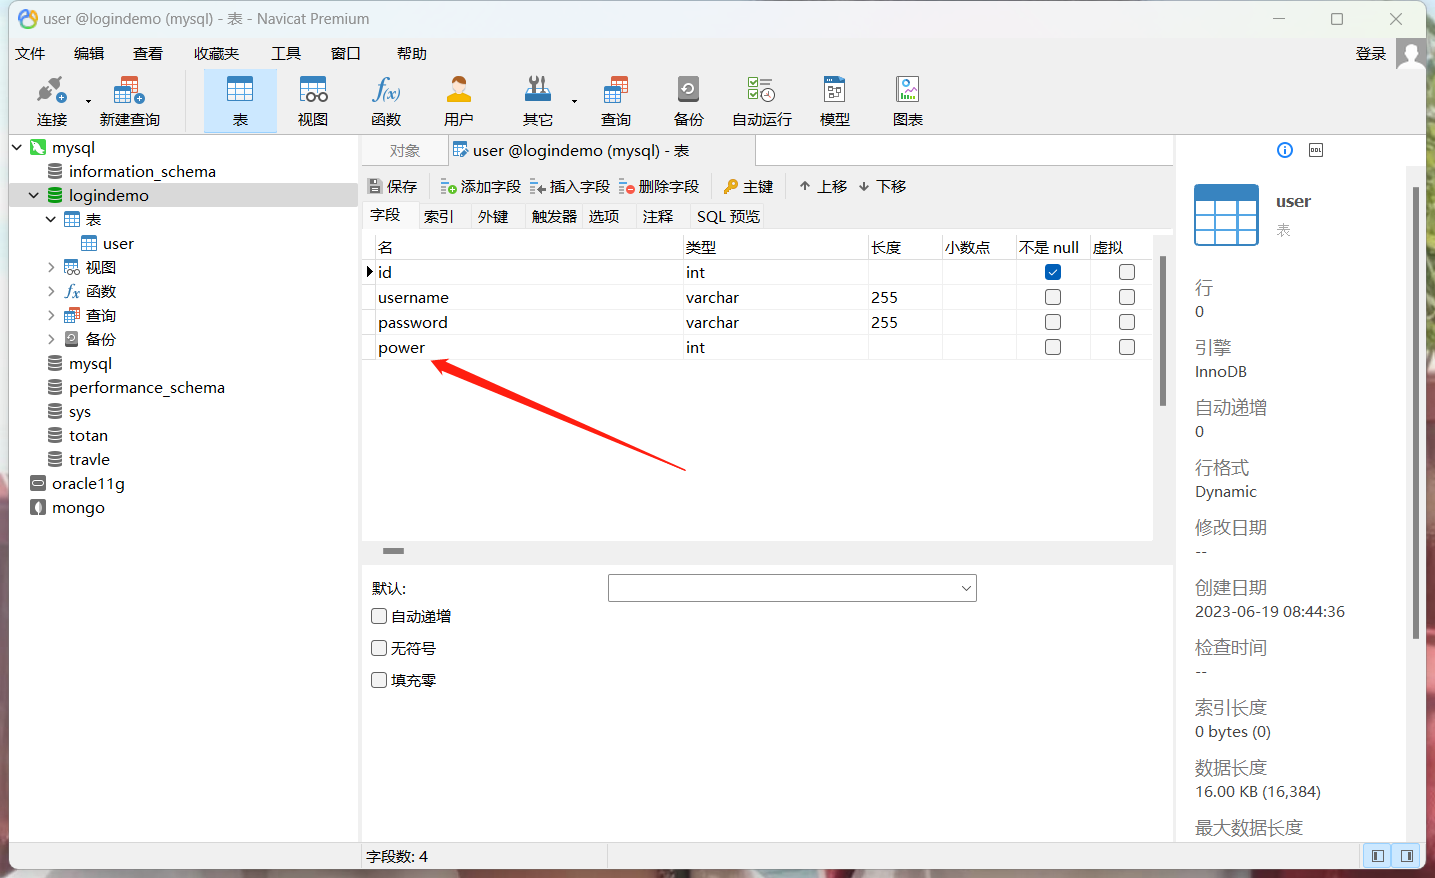 user @logindemo (mysql) - 表 - Navicat Premium
文件 编辑 查看 收藏夹 工具 窗口 帮助 登录
连接 新建查询 表 视图 函数 用户 其它 查询 备份 自动运行 模型 图表
mysql
information_schema
logindemo
表
user
视图
函数
查询
备份
mysql
performance_schema
sys
totan
travle
oracle11g
mongo
对象 user @logindemo (mysql) - 表
保存 添加字段 插入字段 删除字段 主键 上移 下移
字段 索引 外键 触发器 选项 注释 SQL 预览
名 类型 长度 小数点 不是 null 虚拟
id int
username varchar 255
password varchar 255
power int
默认:
自动递增
无符号
填充零
DDL
user
表
行
0
引擎
InnoDB
自动递增
0
行格式
Dynamic
修改日期
--
创建日期
2023-06-19 08:44:36
检查时间
--
索引长度
0 bytes (0)
数据长度
16.00 KB (16,384)
最大数据长度
字段数: 4